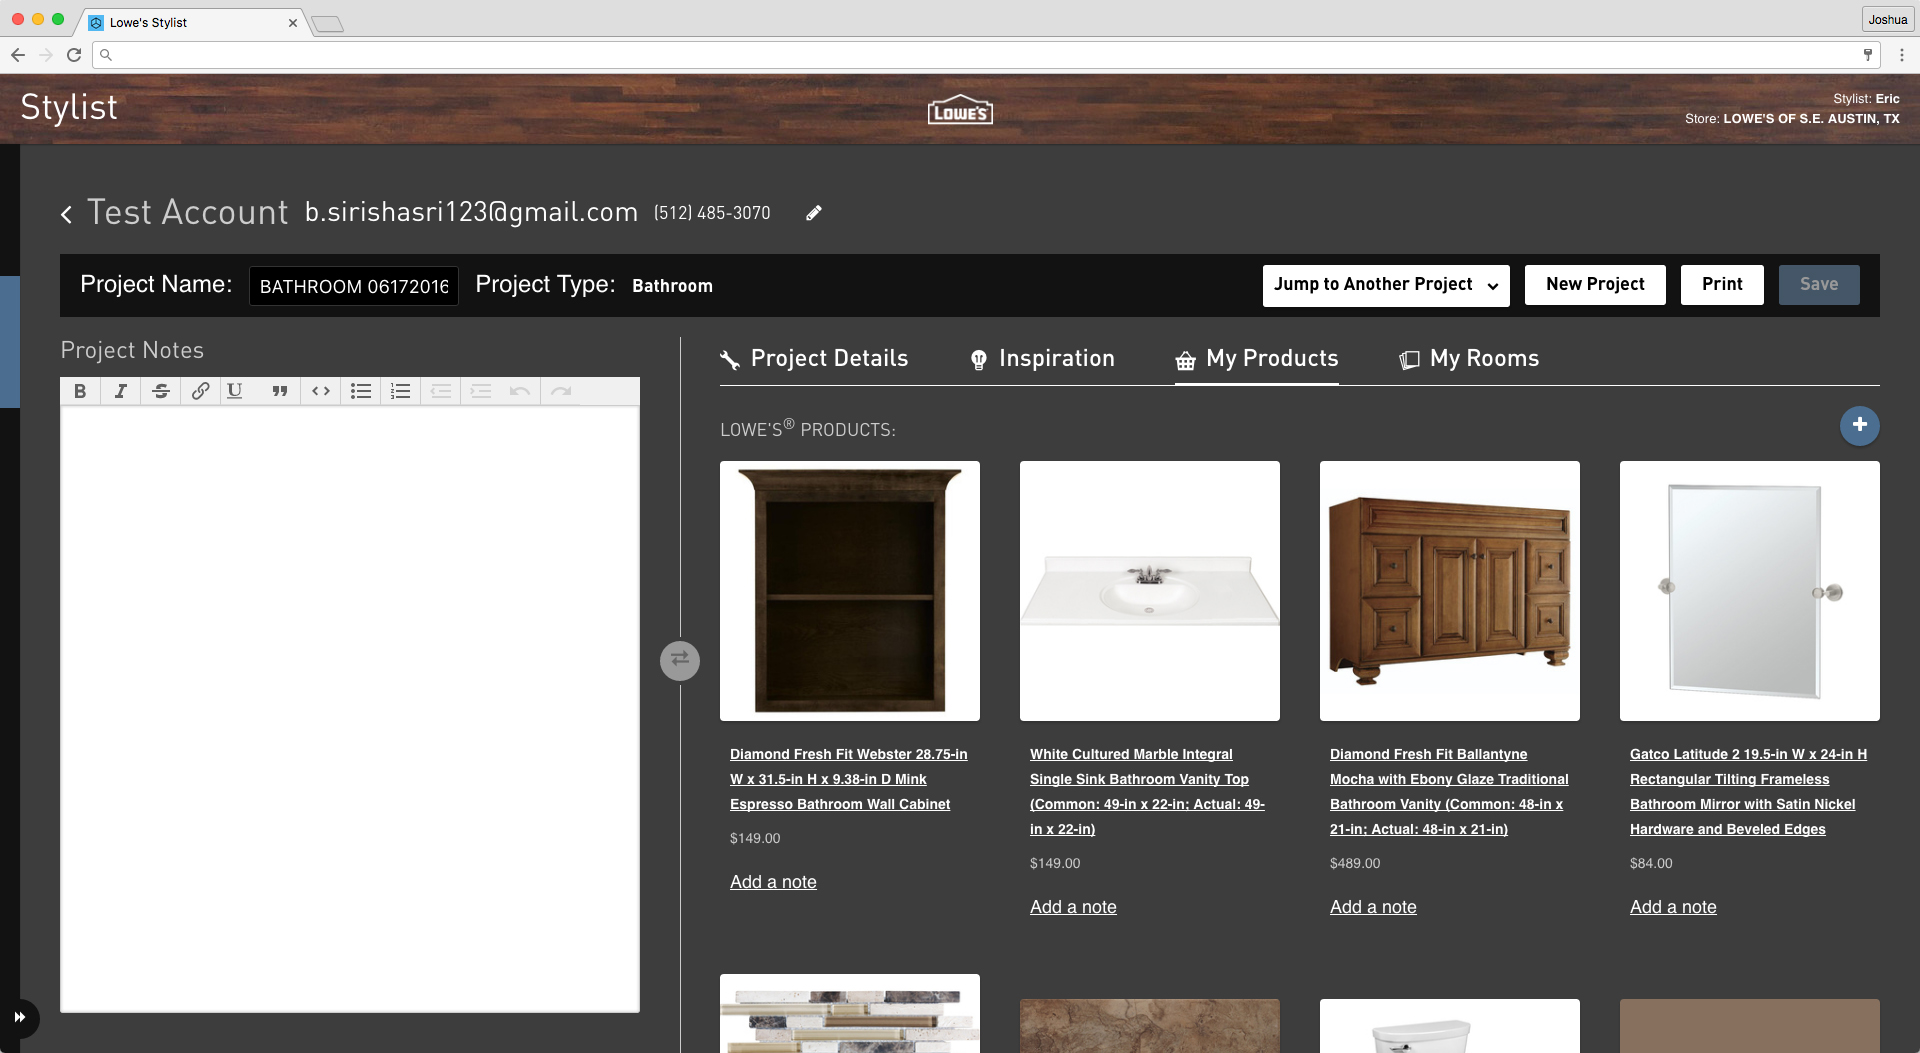 Lowe's Stylist
Joshua
Stylist
LOWE'S
Stylist: Eric
Store: LOWE'S OF S.E. AUSTIN, TX
Test Account b.sirishasri123@gmail.com (512) 485-3070
Project Name: BATHROOM 06172016 Project Type: Bathroom
Jump to Another Project
New Project
Print
Save
Project Notes
B I S U " <>
Project Details
Inspiration
My Products
My Rooms
LOWE'S® PRODUCTS:
Diamond Fresh Fit Webster 28.75-in
W x 31.5-in H x 9.38-in D Mink
Espresso Bathroom Wall Cabinet
$149.00
Add a note
White Cultured Marble Integral
Single Sink Bathroom Vanity Top
(Common: 49-in x 22-in; Actual: 49-
in x 22-in)
$149.00
Add a note
Diamond Fresh Fit Ballantyne
Mocha with Ebony Glaze Traditional
Bathroom Vanity (Common: 48-in x
21-in; Actual: 48-in x 21-in)
$489.00
Add a note
Gatco Latitude 2 19.5-in W x 24-in H
Rectangular Tilting Frameless
Bathroom Mirror with Satin Nickel
Hardware and Beveled Edges
$84.00
Add a note